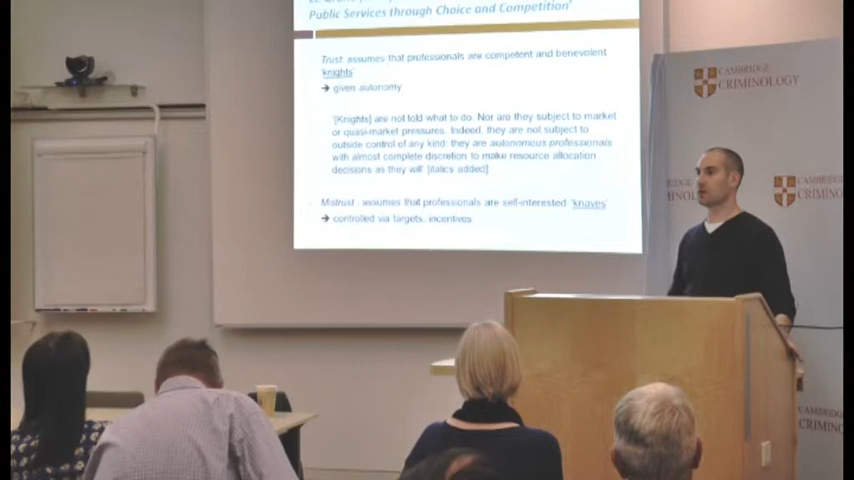 Public Services through Choice and Competition'
Trust: assumes that professionals are competent and benevolent
'knights'
→ given autonomy
'[Knights] are not told what to do. Nor are they subject to market
or quasi-market pressures. Indeed, they are not subject to
outside control of any kind: they are autonomous professionals
with almost complete discretion to make resource allocation
decisions as they will' [italics added]
Mistrust : assumes that professionals are self-interested 'knaves'
→ controlled via targets, incentives
CAMBRIDGE
CRIMINOLOGY
CAMBRIDGE
CRIMINO
CAMBRIDGE
CRIMINO